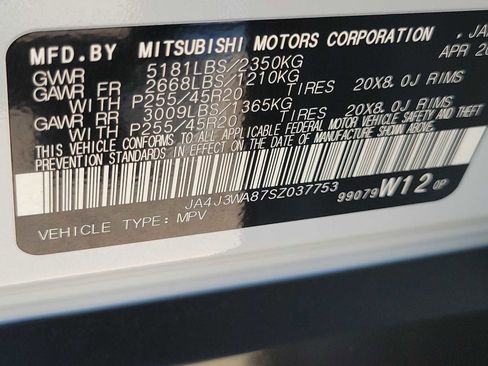 MFD.BY MITSUBISHI MOTORS CORPORATION
APR 20
GVWR 5181LBS/2350KG
GAWR FR 2668LBS/1210KG
WITH P255/45R20 TIRES 20X8.0J RIMS
GAWR RR 3009LBS/1365KG
WITH P255/45R20 TIRES 20X8.0J RIMS
THIS VEHICLE CONFORMS TO ALL APPLICABLE FEDERAL MOTOR VEHICLE SAFETY AND THEFT
PREVENTION STANDARDS IN EFFECT ON THE DATE OF MANUFACTURE SHOWN ABOVE.
JA4J3WA87SZ037753
99079 W12 0P
VEHICLE TYPE: MPV